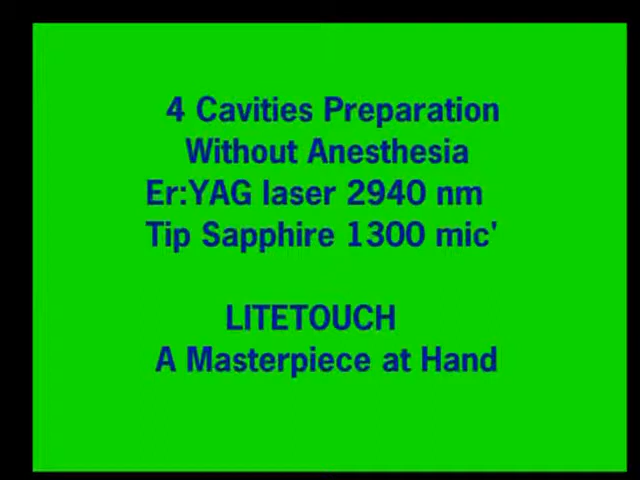 4 Cavities Preparation
Without Anesthesia
Er:YAG laser 2940 nm
Tip Sapphire 1300 mic'
LITETOUCH
A Masterpiece at Hand